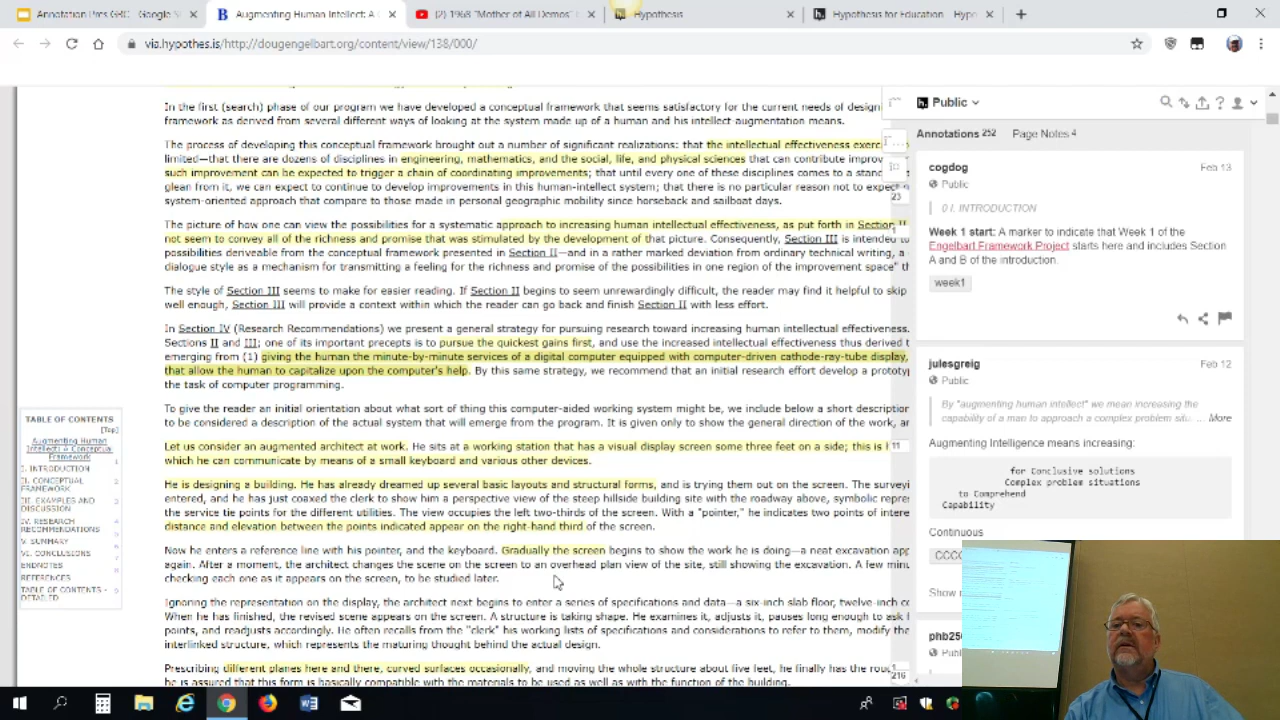 Annotation Pres GRC - Google S
Augmenting Human Intellect: A C
(2) 1968 "Mother of All Demos"
Hypothesis
Hypothesis for Education - Hypo
via.hypothes.is/http://dougengelbart.org/content/view/138/000/
In the first (search) phase of our program we have developed a conceptual framework that seems satisfactory for the current needs of design
framework as derived from several different ways of looking at the system made up of a human and his intellect augmentation means.
The process of developing this conceptual framework brought out a number of significant realizations: that the intellectual effectiveness exerc
limited—that there are dozens of disciplines in engineering, mathematics, and the social, life, and physical sciences that can contribute improv
such improvement can be expected to trigger a chain of coordinating improvements; that until every one of these disciplines comes to a stand
glean from it, we can expect to continue to develop improvements in this human-intellect system; that there is no particular reason not to expect
system-oriented approach that compare to those made in personal geographic mobility since horseback and sailboat days.
The picture of how one can view the possibilities for a systematic approach to increasing human intellectual effectiveness, as put forth in Section II
not seem to convey all of the richness and promise that was stimulated by the development of that picture. Consequently, Section III is intended to
possibilities deriveable from the conceptual framework presented in Section II—and in a rather marked deviation from ordinary technical writing, a
dialogue style as a mechanism for transmitting a feeling for the richness and promise of the possibilities in one region of the improvement space" th
The style of Section III seems to make for easier reading. If Section II begins to seem unrewardingly difficult, the reader may find it helpful to skip
well enough, Section III will provide a context within which the reader can go back and finish Section II with less effort.
In Section IV (Research Recommendations) we present a general strategy for pursuing research toward increasing human intellectual effectiveness.
Sections II and III; one of its important precepts is to pursue the quickest gains first, and use the increased intellectual effectiveness thus derived t
emerging from (1) giving the human the minute-by-minute services of a digital computer equipped with computer-driven cathode-ray-tube display,
that allow the human to capitalize upon the computer's help. By this same strategy, we recommend that an initial research effort develop a prototyp
the task of computer programming.
To give the reader an initial orientation about what sort of thing this computer-aided working system might be, we include below a short description
to be considered a description of the actual system that will emerge from the program. It is given only to show the general direction of the work, an
Let us consider an augmented architect at work. He sits at a working station that has a visual display screen some three feet on a side; this is
which he can communicate by means of a small keyboard and various other devices.
He is designing a building. He has already dreamed up several basic layouts and structural forms, and is trying them out on the screen. The surveyi
entered, and he has just coaxed the clerk to show him a perspective view of the steep hillside building site with the roadway above, symbolic repre
the service tie points for the different utilities. The view occupies the left two-thirds of the screen. With a "pointer," he indicates two points of intere
distance and elevation between the points indicated appear on the right-hand third of the screen.
Now he enters a reference line with his pointer, and the keyboard. Gradually the screen begins to show the work he is doing—a neat excavation app
again. After a moment, the architect changes the scene on the screen to an overhead plan view of the site, still showing the excavation. A few minu
checking each one as it appears on the screen, to be studied later.
Ignoring the representation on the display, the architect next begins to enter a series of specifications and data—a six-inch slab floor, twelve-inch co
When he has finished, the revised scene appears on the screen. A structure is taking shape. He examines it, adjusts it, pauses long enough to ask
points, and readjusts accordingly. He often recalls from the "clerk" his working lists of specifications and considerations to refer to them, modify the
interlinked structure, which represents the maturing thought behind the actual design.
Prescribing different planes here and there, curved surfaces occasionally, and moving the whole structure about five feet, he finally has the rou
he is assured that this form is basically compatible with the materials to be used as well as with the function of the building.
TABLE OF CONTENTS
[Top]
Augmenting Human
Intellect: A Conceptual
Framework
I. INTRODUCTION
II. CONCEPTUAL
FRAMEWORK
III. EXAMPLES AND
DISCUSSION
IV. RESEARCH
RECOMMENDATIONS
V. SUMMARY
VI. CONCLUSIONS
ENDNOTES
REFERENCES
TABLE OF CONTENTS -
DETAILED
23
11
216
Public
Annotations 252
Page Notes 4
cogdog
Feb 13
Public
0 I. INTRODUCTION
Week 1 start: A marker to indicate that Week 1 of the
Engelbart Framework Project starts here and includes Section
A and B of the introduction.
week1
julesgreig
Feb 12
Public
By "augmenting human intellect" we mean increasing the
capability of a man to approach a complex problem situ... More
Augmenting Intelligence means increasing:
for Conclusive solutions
Complex problem situations
to Comprehend
Capability
Continuous
CCCC
Show m
phb256
Public